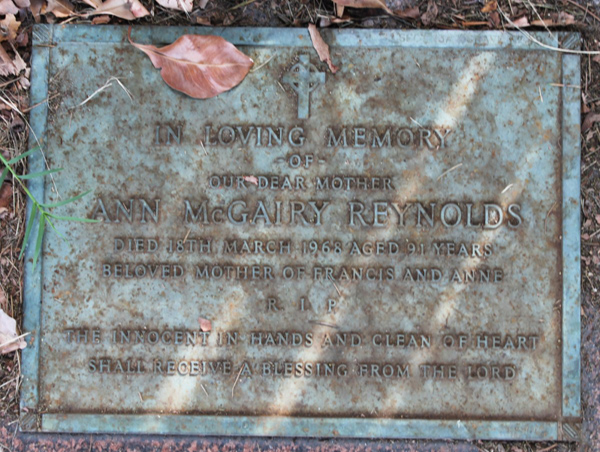 IN LOVING MEMORY
-OF-
OUR DEAR MOTHER
ANN McGAIRY REYNOLDS
DIED 18TH MARCH 1968 AGED 91 YEARS
BELOVED MOTHER OF FRANCIS AND ANNE
R.I.P.
THE INNOCENT IN HANDS AND CLEAN OF HEART
SHALL RECEIVE A BLESSING FROM THE LORD